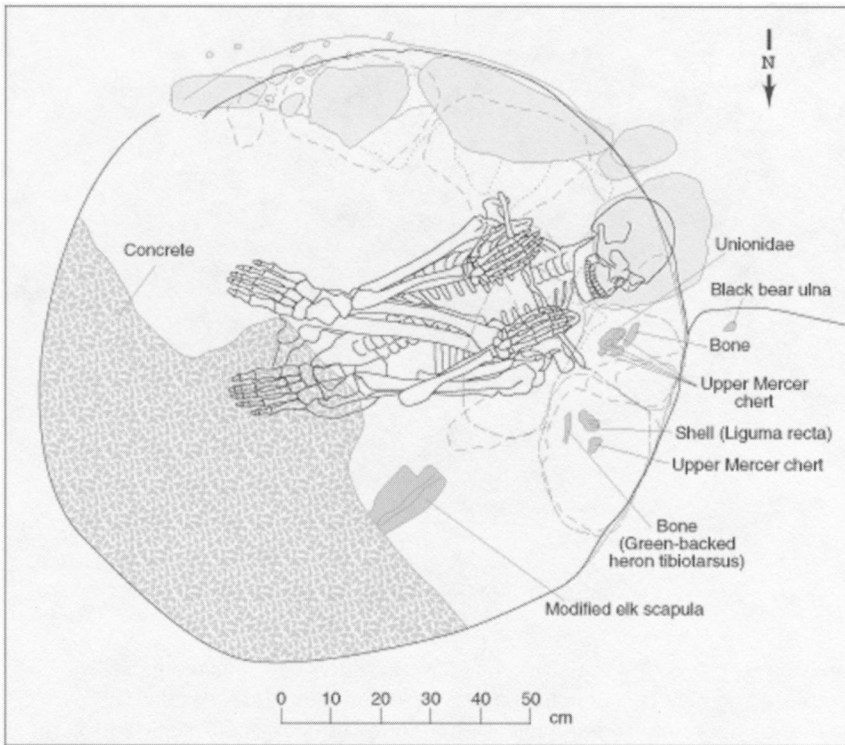 N
Concrete
Unionidae
Black bear ulna
Bone
Upper Mercer
chert
Shell (Liguma recta)
Upper Mercer chert
Bone
(Green-backed
heron tibiotarsus)
Modified elk scapula
0 10 20 30 40 50
cm